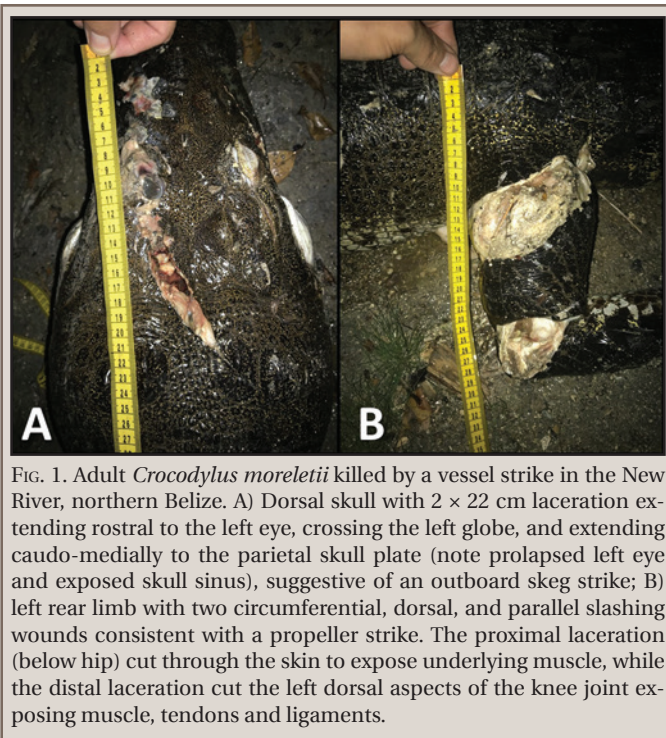 A
B
FIG. 1. Adult Crocodylus moreletii killed by a vessel strike in the New
River, northern Belize. A) Dorsal skull with 2 × 22 cm laceration ex-
tending rostral to the left eye, crossing the left globe, and extending
caudo-medially to the parietal skull plate (note prolapsed left eye
and exposed skull sinus), suggestive of an outboard skeg strike; B)
left rear limb with two circumferential, dorsal, and parallel slashing
wounds consistent with a propeller strike. The proximal laceration
(below hip) cut through the skin to expose underlying muscle, while
the distal laceration cut the left dorsal aspects of the knee joint ex-
posing muscle, tendons and ligaments.